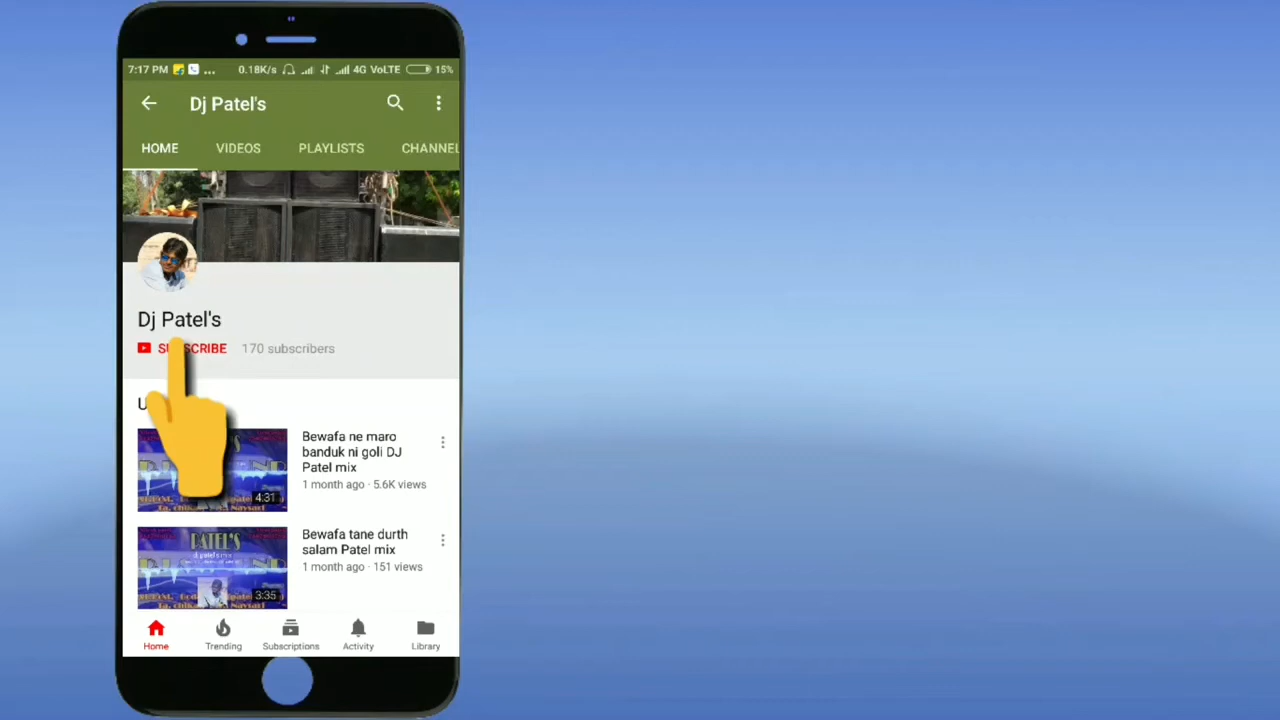 7:17 PM ... 0.18K/s 4G VoLTE 15%
Dj Patel's
HOME VIDEOS PLAYLISTS CHANNEL
Dj Patel's
SUBSCRIBE 170 subscribers
U
Bewafa ne maro
banduk ni goli DJ
Patel mix
1 month ago · 5.6K views
4:31
PATEL'S
Bewafa tane durth
salam Patel mix
1 month ago · 151 views
3:35
Home Trending Subscriptions Activity Library